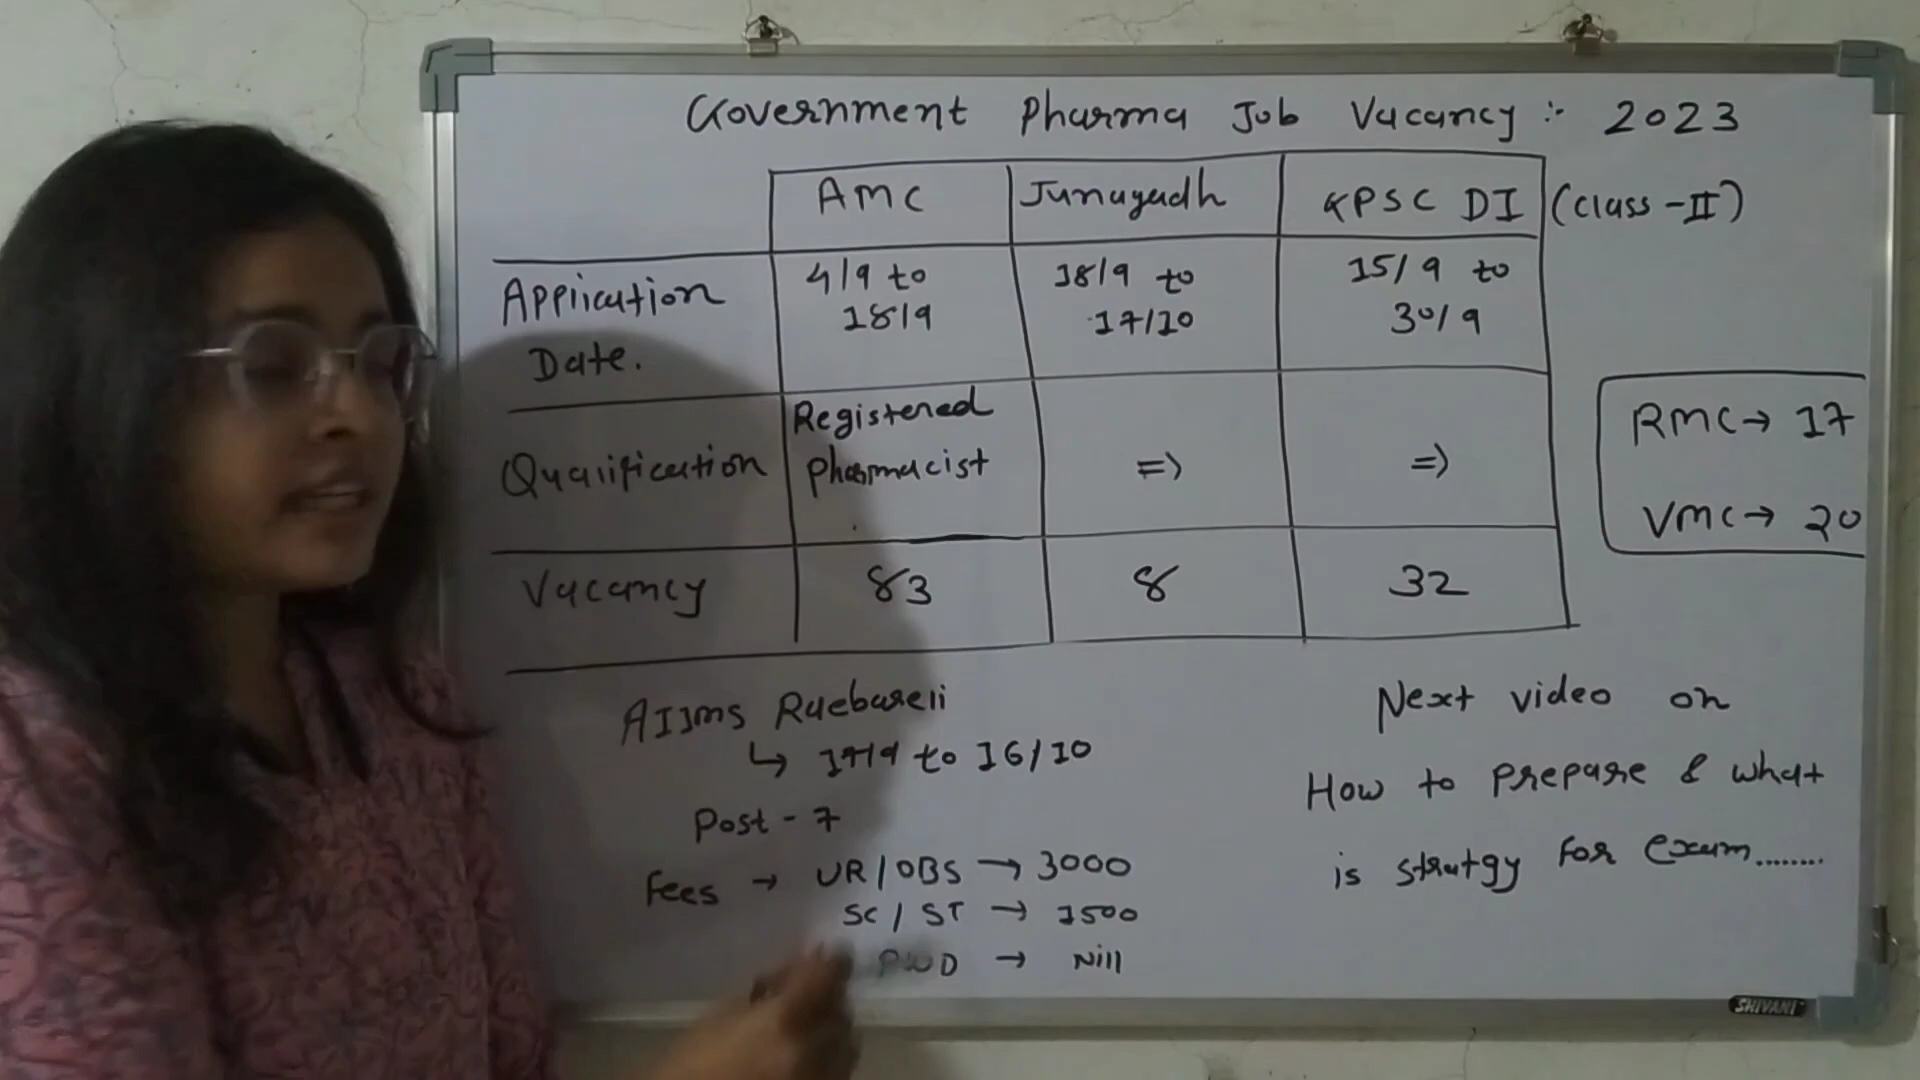 Government Pharma Job Vacancy :- 2023
AMC Junagadh GPSC DI (class-II)
Application Date.
4/9 to 18/9
18/9 to 17/10
15/9 to 30/9
Qualification
Registered pharmacist
=>
=>
Vacancy 83 8 32
RMC → 17
VMC → 20
AIIMS Raebareli
↳ 17/9 to 16/10
Post - 7
Fees → UR / OBS → 3000
SC / ST → 1500
PWD → Nill
Next video on
How to prepare & what
is stratgy for exam........
SHIVANI